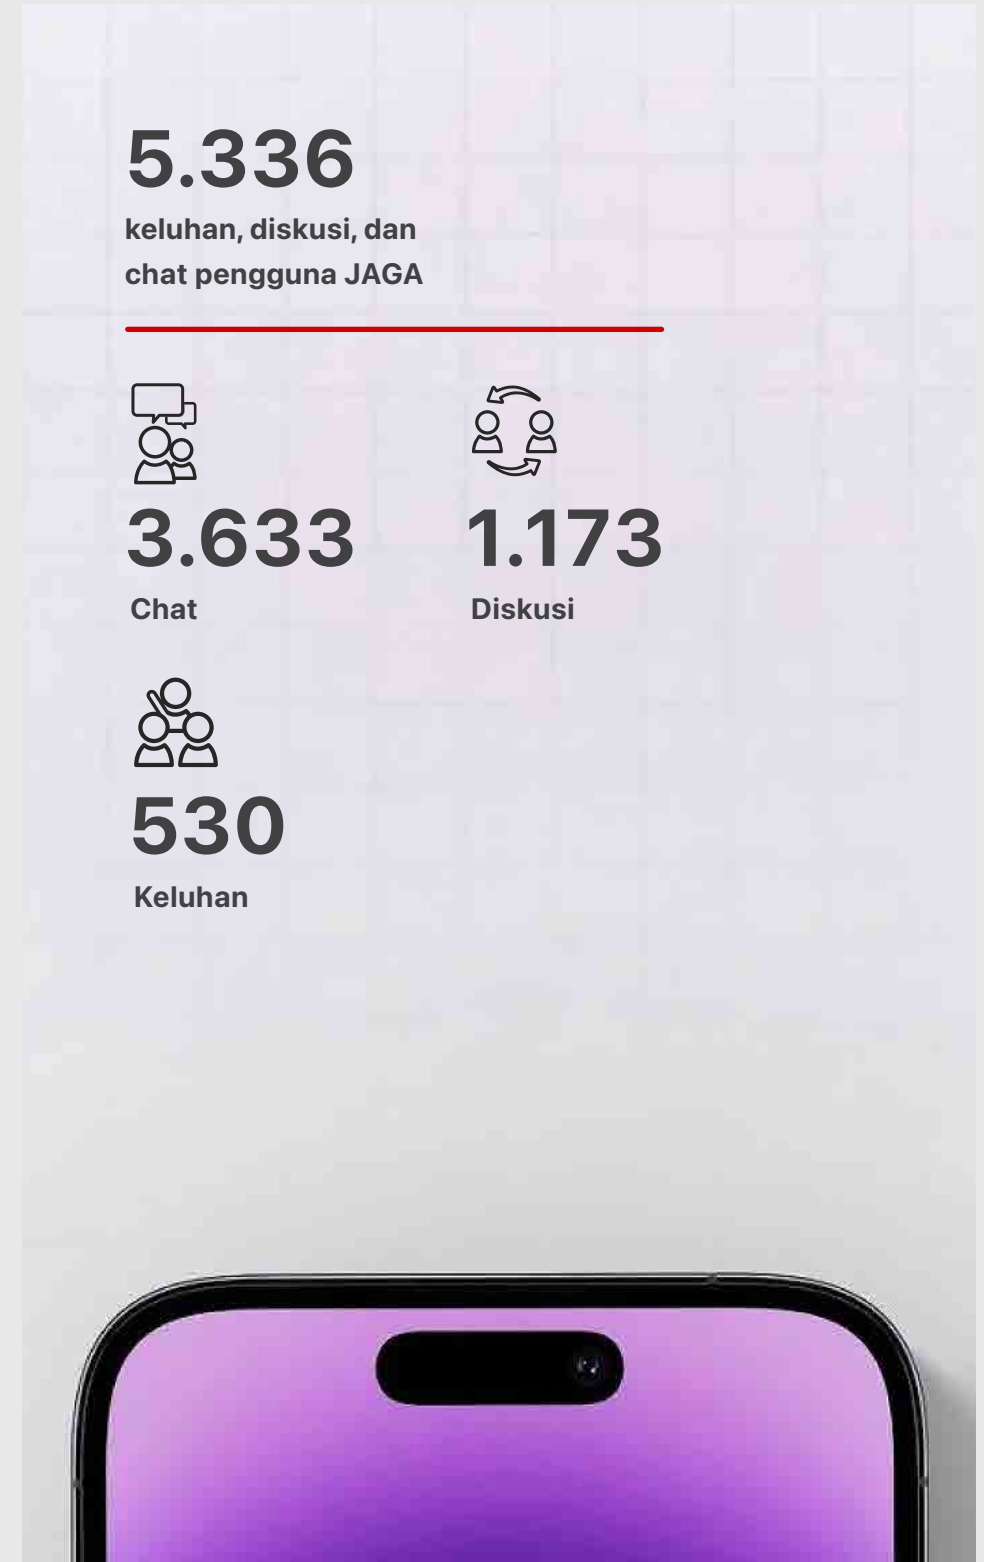 5.336
keluhan, diskusi, dan
chat pengguna JAGA
3.633
Chat
1.173
Diskusi
530
Keluhan